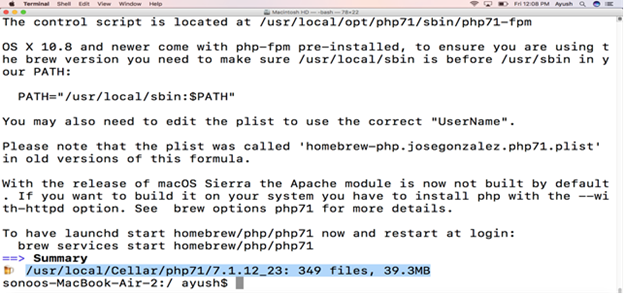 Terminal Shell Edit View Window Help Fri 12:08 PM Ayush
Macintosh HD — -bash — 78×22
The control script is located at /usr/local/opt/php71/sbin/php71-fpm
OS X 10.8 and newer come with php-fpm pre-installed, to ensure you are using t
he brew version you need to make sure /usr/local/sbin is before /usr/sbin in y
our PATH:
PATH="/usr/local/sbin:$PATH"
You may also need to edit the plist to use the correct "UserName".
Please note that the plist was called 'homebrew-php.josegonzalez.php71.plist'
in old versions of this formula.
With the release of macOS Sierra the Apache module is now not built by default
. If you want to build it on your system you have to install php with the --wi
th-httpd option. See  brew options php71 for more details.
To have launchd start homebrew/php/php71 now and restart at login:
brew services start homebrew/php/php71
==> Summary
🍺 /usr/local/Cellar/php71/7.1.12_23: 349 files, 39.3MB
sonoos-MacBook-Air-2:/ ayush$